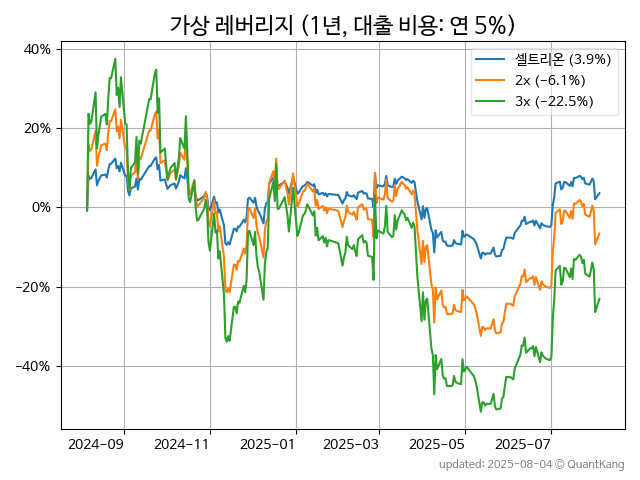 가상 레버리지 (1년, 대출 비용: 연 5%)
40%
20%
0%
−20%
−40%
셀트리온 (3.9%)
2x (−6.1%)
3x (−22.5%)
2024-09
2024-11
2025-01
2025-03
2025-05
2025-07
updated: 2025-08-04 © QuantKang